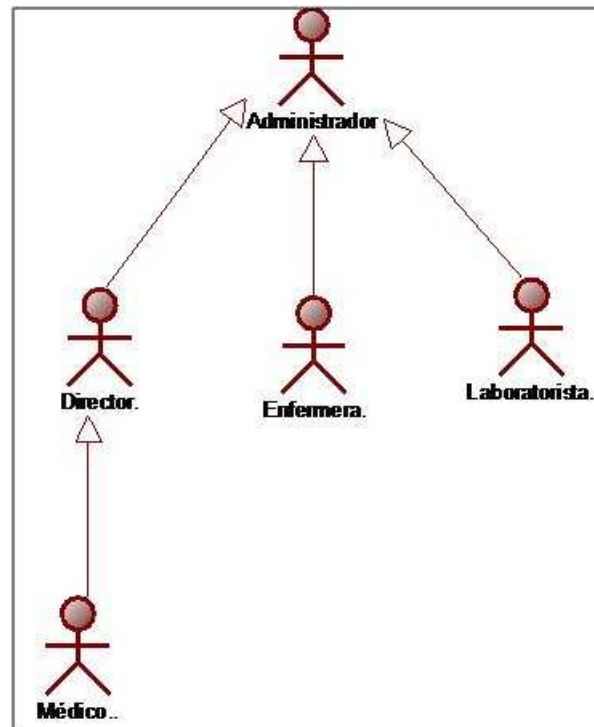 Administrador
Director.
Enfermera.
Laboratorista.
Médico..